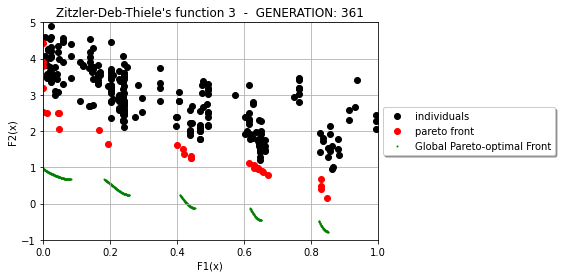 Zitzler-Deb-Thiele's function 3 - GENERATION: 361
5
4
3
2
1
0
−1
F2(x)
0.0 0.2 0.4 0.6 0.8 1.0
F1(x)
individuals
pareto front
Global Pareto-optimal Front